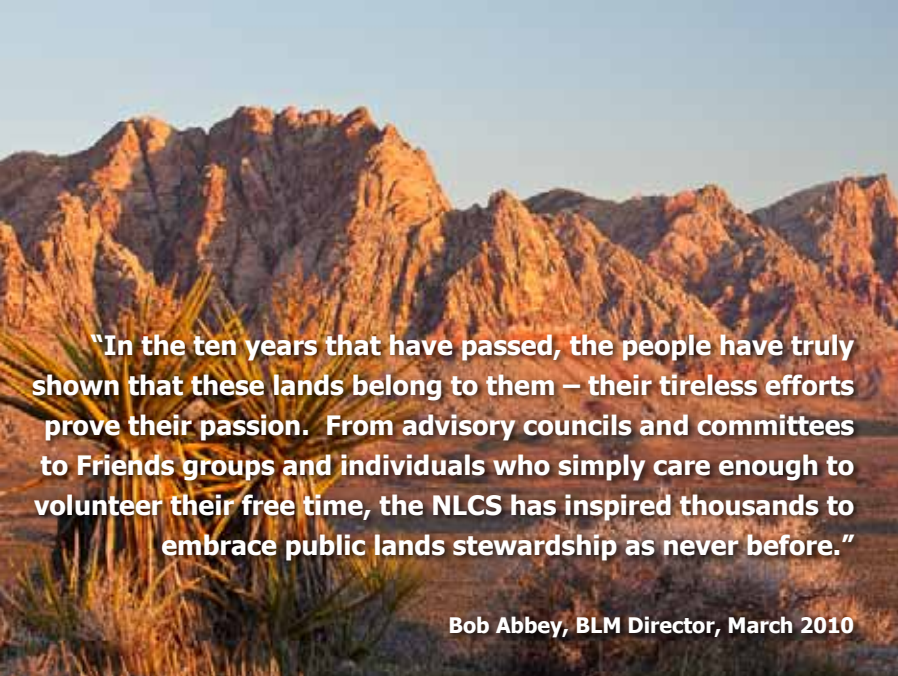 “In the ten years that have passed, the people have truly
shown that these lands belong to them – their tireless efforts
prove their passion.  From advisory councils and committees
to Friends groups and individuals who simply care enough to
volunteer their free time, the NLCS has inspired thousands to
embrace public lands stewardship as never before.”
Bob Abbey, BLM Director, March 2010